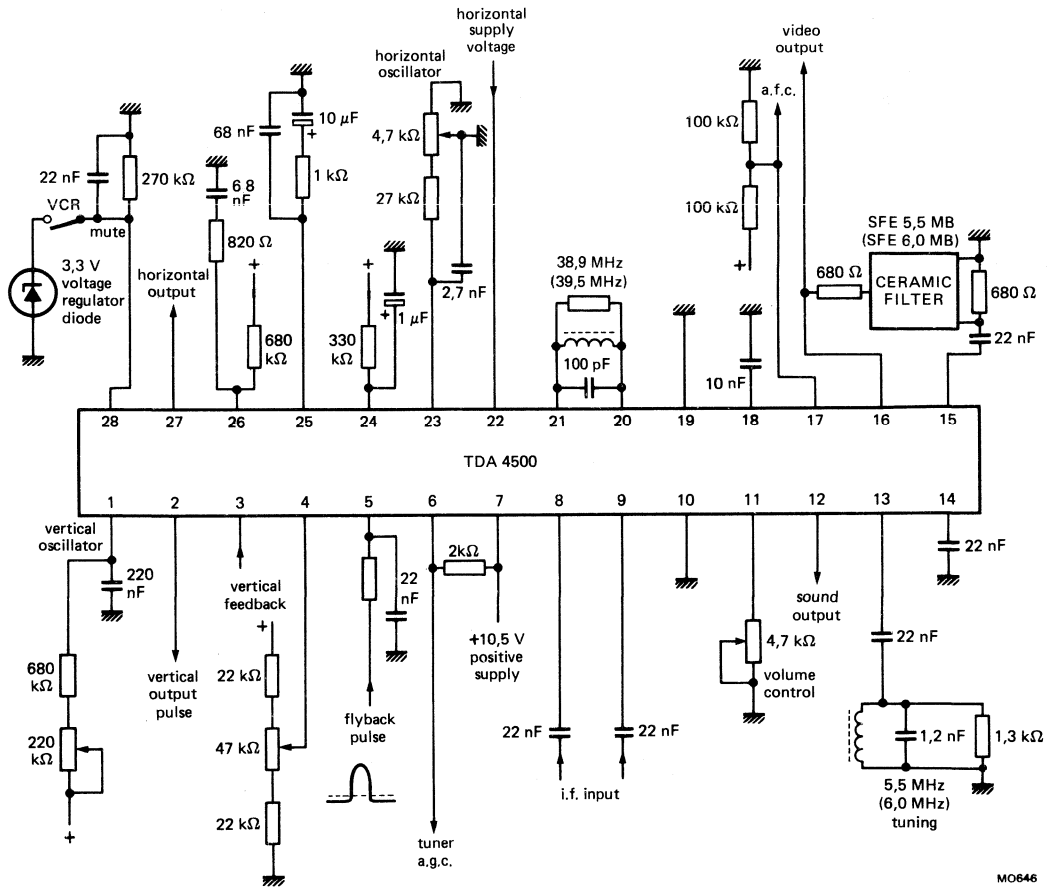 horizontal
supply
voltage
video
output
horizontal
oscillator
a.f.c.
10 µF
+
68 nF
4,7 kΩ
100 kΩ
22 nF
270 kΩ
6 8
nF
1 kΩ
27 kΩ
100 kΩ
VCR
mute
820 Ω
SFE 5,5 MB
(SFE 6,0 MB)
3,3 V
voltage
regulator
diode
horizontal
output
+
+
38,9 MHz
(39,5 MHz)
+
680 Ω
CERAMIC
FILTER
680 Ω
2,7 nF
+
1 µF
680
kΩ
330
kΩ
100 pF
10 nF
22 nF
28 27 26 25 24 23 22 21 20 19 18 17 16 15
TDA 4500
1 2 3 4 5 6 7 8 9 10 11 12 13 14
vertical
oscillator
220
nF
vertical
feedback
2kΩ
22
nF
22 nF
sound
output
+
+10,5 V
positive
supply
4,7 kΩ
volume
control
22 nF
680
kΩ
vertical
output
pulse
22 kΩ
flyback
pulse
220
kΩ
47 kΩ
22 nF
22 nF
1,2 nF
1,3 kΩ
i.f. input
5,5 MHz
(6,0 MHz)
tuning
+
22 kΩ
tuner
a.g.c.
MO646